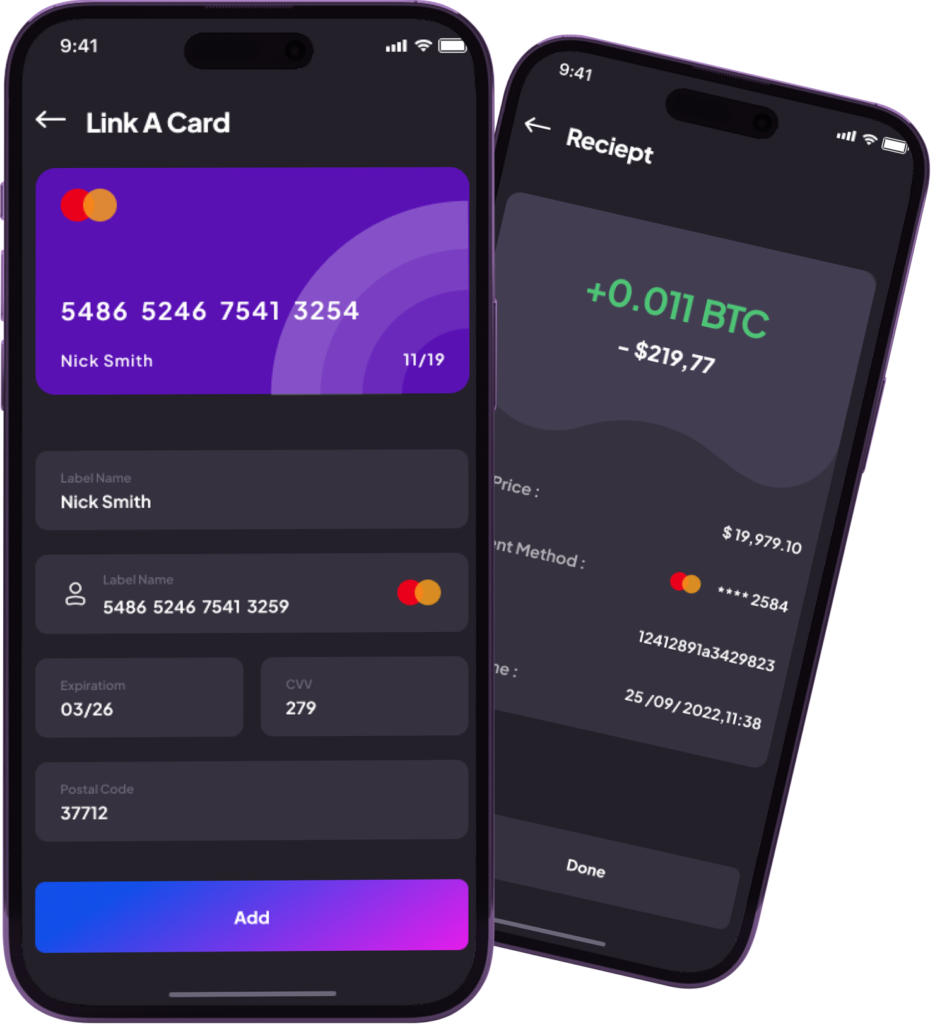 9:41
Link A Card
5486 5246 7541 3254
Nick Smith 11/19
Label Name
Nick Smith
Label Name
5486 5246 7541 3259
Expiratiom
03/26
CVV
279
Postal Code
37712
Add
9:41
Reciept
+0.011 BTC
- $219,77
Price :
$19,979.10
Method :
**** 2584
12412891a3429823
25 /09/ 2022,11:38
Done